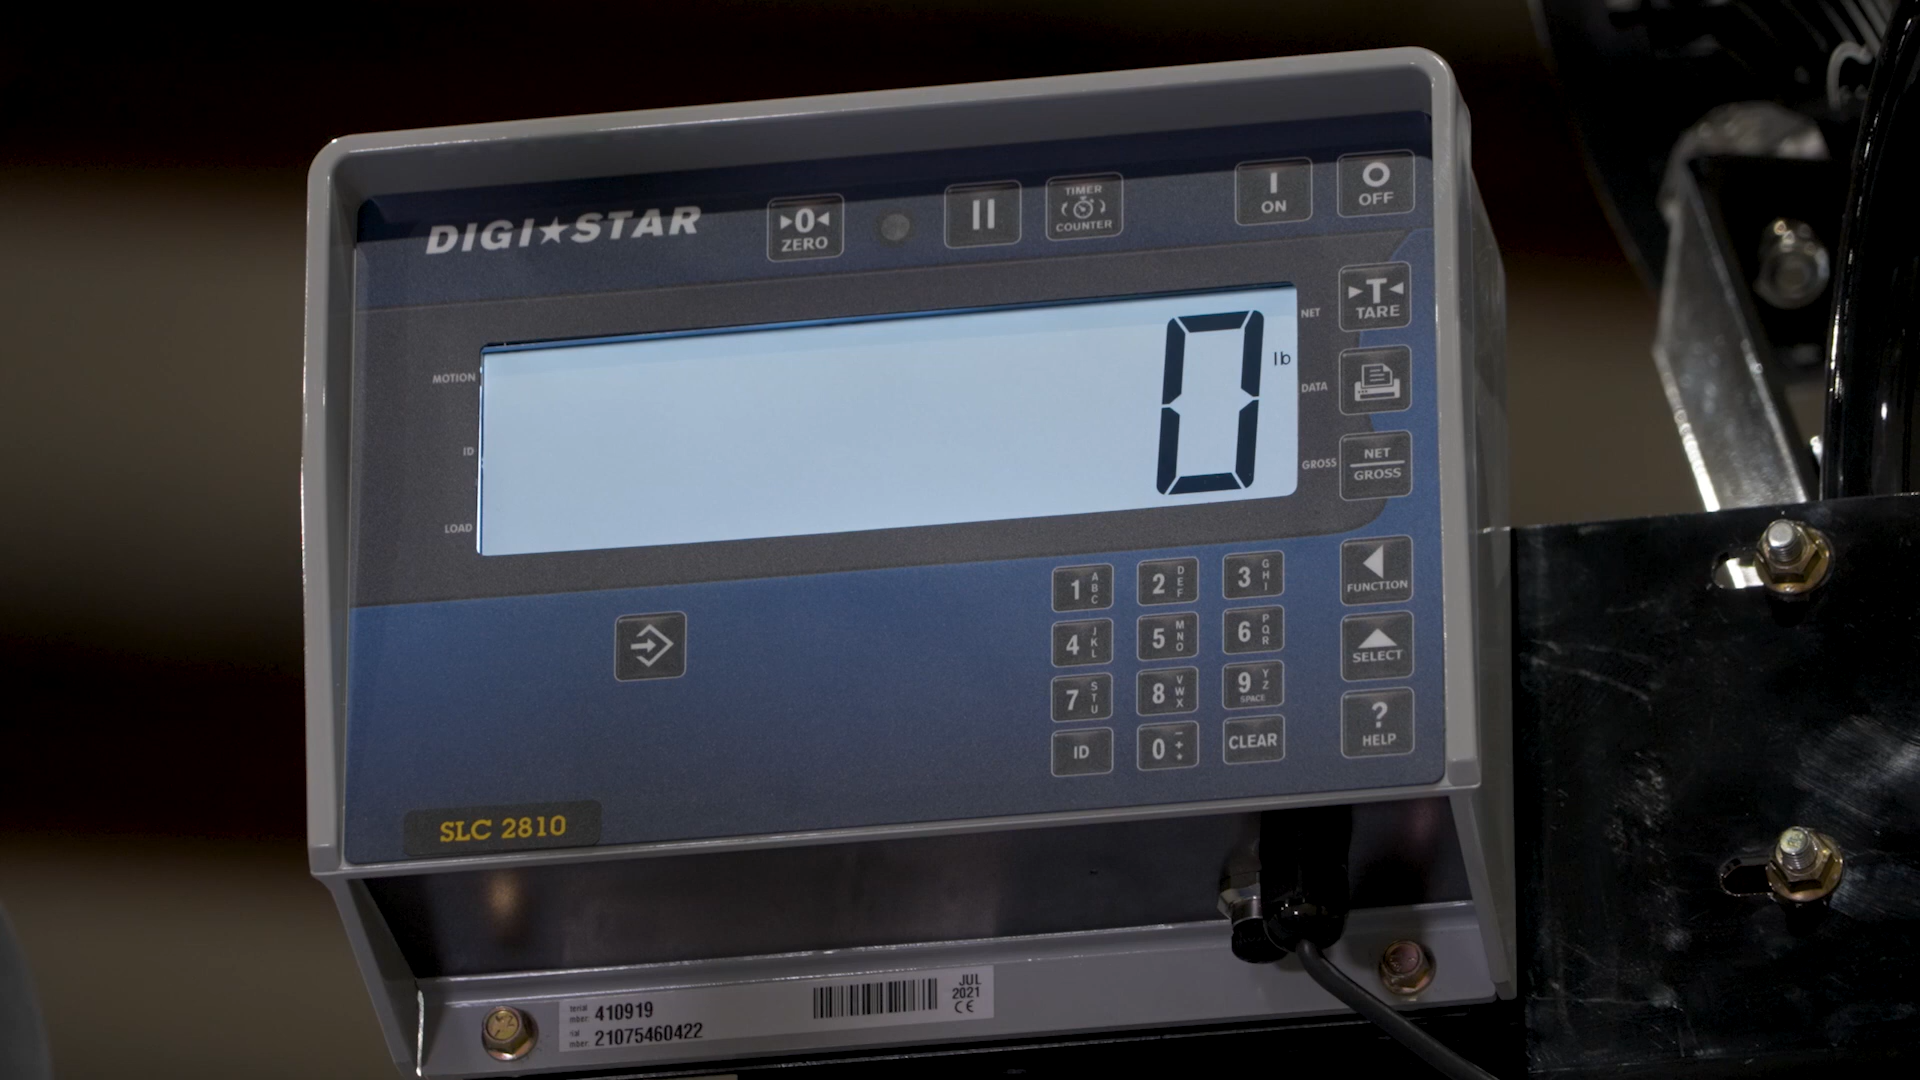 DIGI★STAR
▸0◂
ZERO
TIMER
COUNTER
I
ON
O
OFF
▸T◂
TARE
NET
MOTION
lb
0
DATA
ID
GROSS
NET
GROSS
LOAD
FUNCTION
SELECT
?
HELP
1 ABC
2 DEF
3 GHI
4 JKL
5 MNO
6 PQR
7 STU
8 VWX
9 YZ
SPACE
ID
0 − + *
CLEAR
SLC 2810
410919
21075460422
JUL
2021
CE